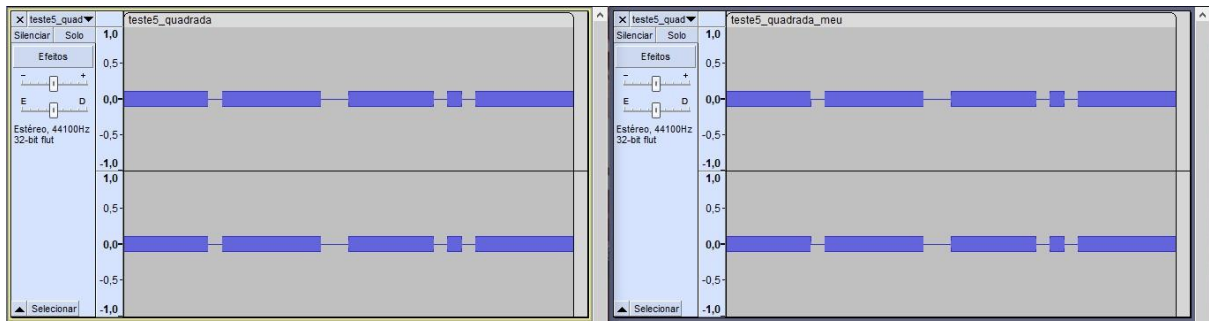 × teste5_quad▼
teste5_quadrada
Silenciar Solo
Efeitos
- +
E D
Estéreo, 44100Hz
32-bit flut
▲ Selecionar
1,0
0,5
0,0
-0,5
-1,0
1,0
0,5
0,0
-0,5
-1,0
× teste5_quad▼
teste5_quadrada_meu
Silenciar Solo
Efeitos
- +
E D
Estéreo, 44100Hz
32-bit flut
▲ Selecionar
1,0
0,5
0,0
-0,5
-1,0
1,0
0,5
0,0
-0,5
-1,0